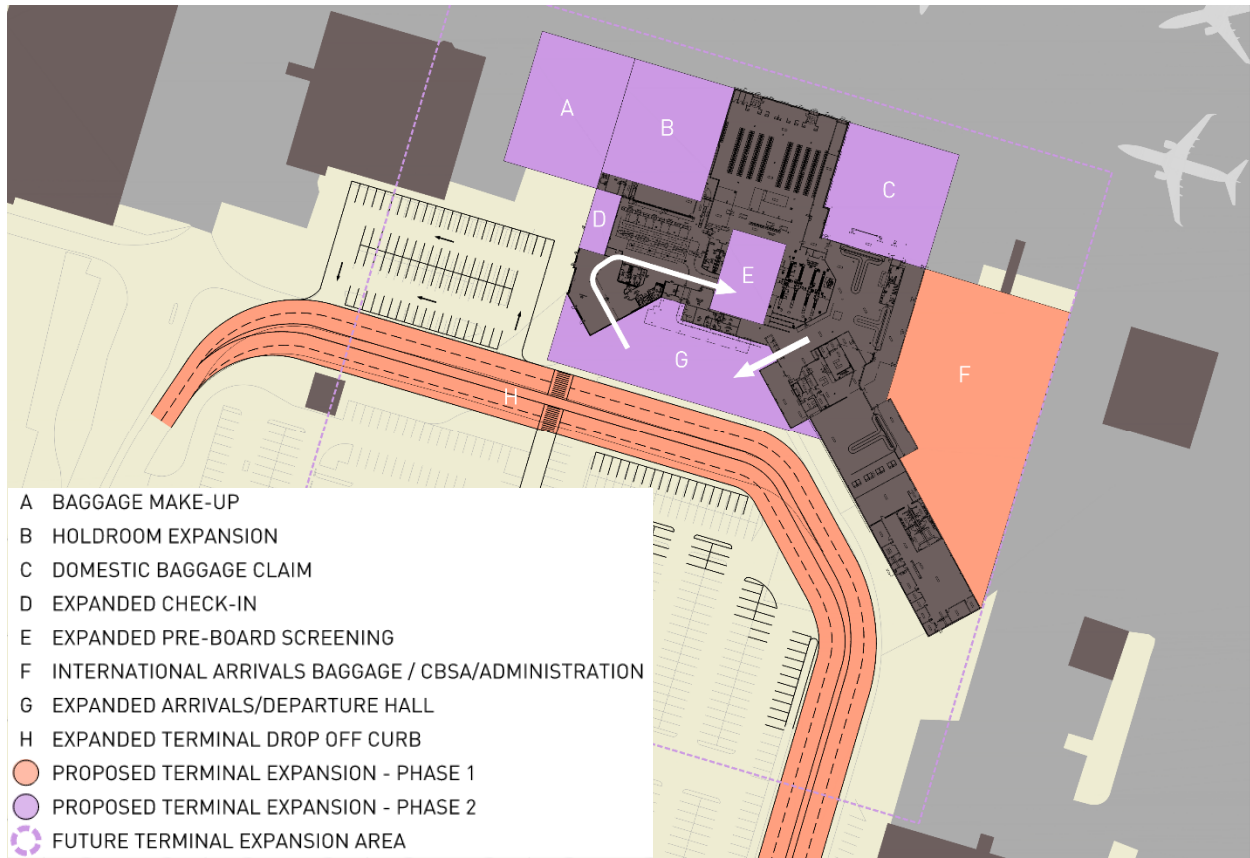 A
B
C
D
E
F
G
H
A BAGGAGE MAKE-UP
B HOLDROOM EXPANSION
C DOMESTIC BAGGAGE CLAIM
D EXPANDED CHECK-IN
E EXPANDED PRE-BOARD SCREENING
F INTERNATIONAL ARRIVALS BAGGAGE / CBSA/ADMINISTRATION
G EXPANDED ARRIVALS/DEPARTURE HALL
H EXPANDED TERMINAL DROP OFF CURB
PROPOSED TERMINAL EXPANSION - PHASE 1
PROPOSED TERMINAL EXPANSION - PHASE 2
FUTURE TERMINAL EXPANSION AREA